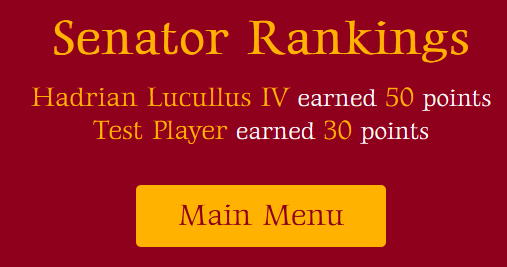 Senator Rankings
Hadrian Lucullus IV earned 50 points
Test Player earned 30 points
Main Menu